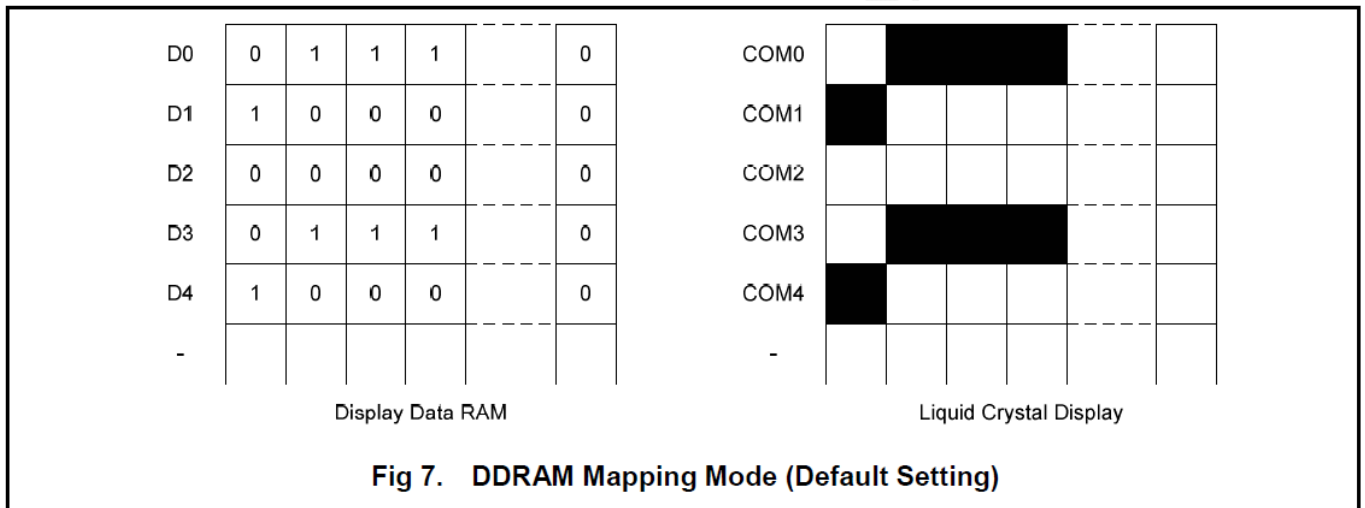 D0 0 1 1 1 0 COM0
D1 1 0 0 0 0 COM1
D2 0 0 0 0 0 COM2
D3 0 1 1 1 0 COM3
D4 1 0 0 0 0 COM4
- -
Display Data RAM Liquid Crystal Display
Fig 7. DDRAM Mapping Mode (Default Setting)